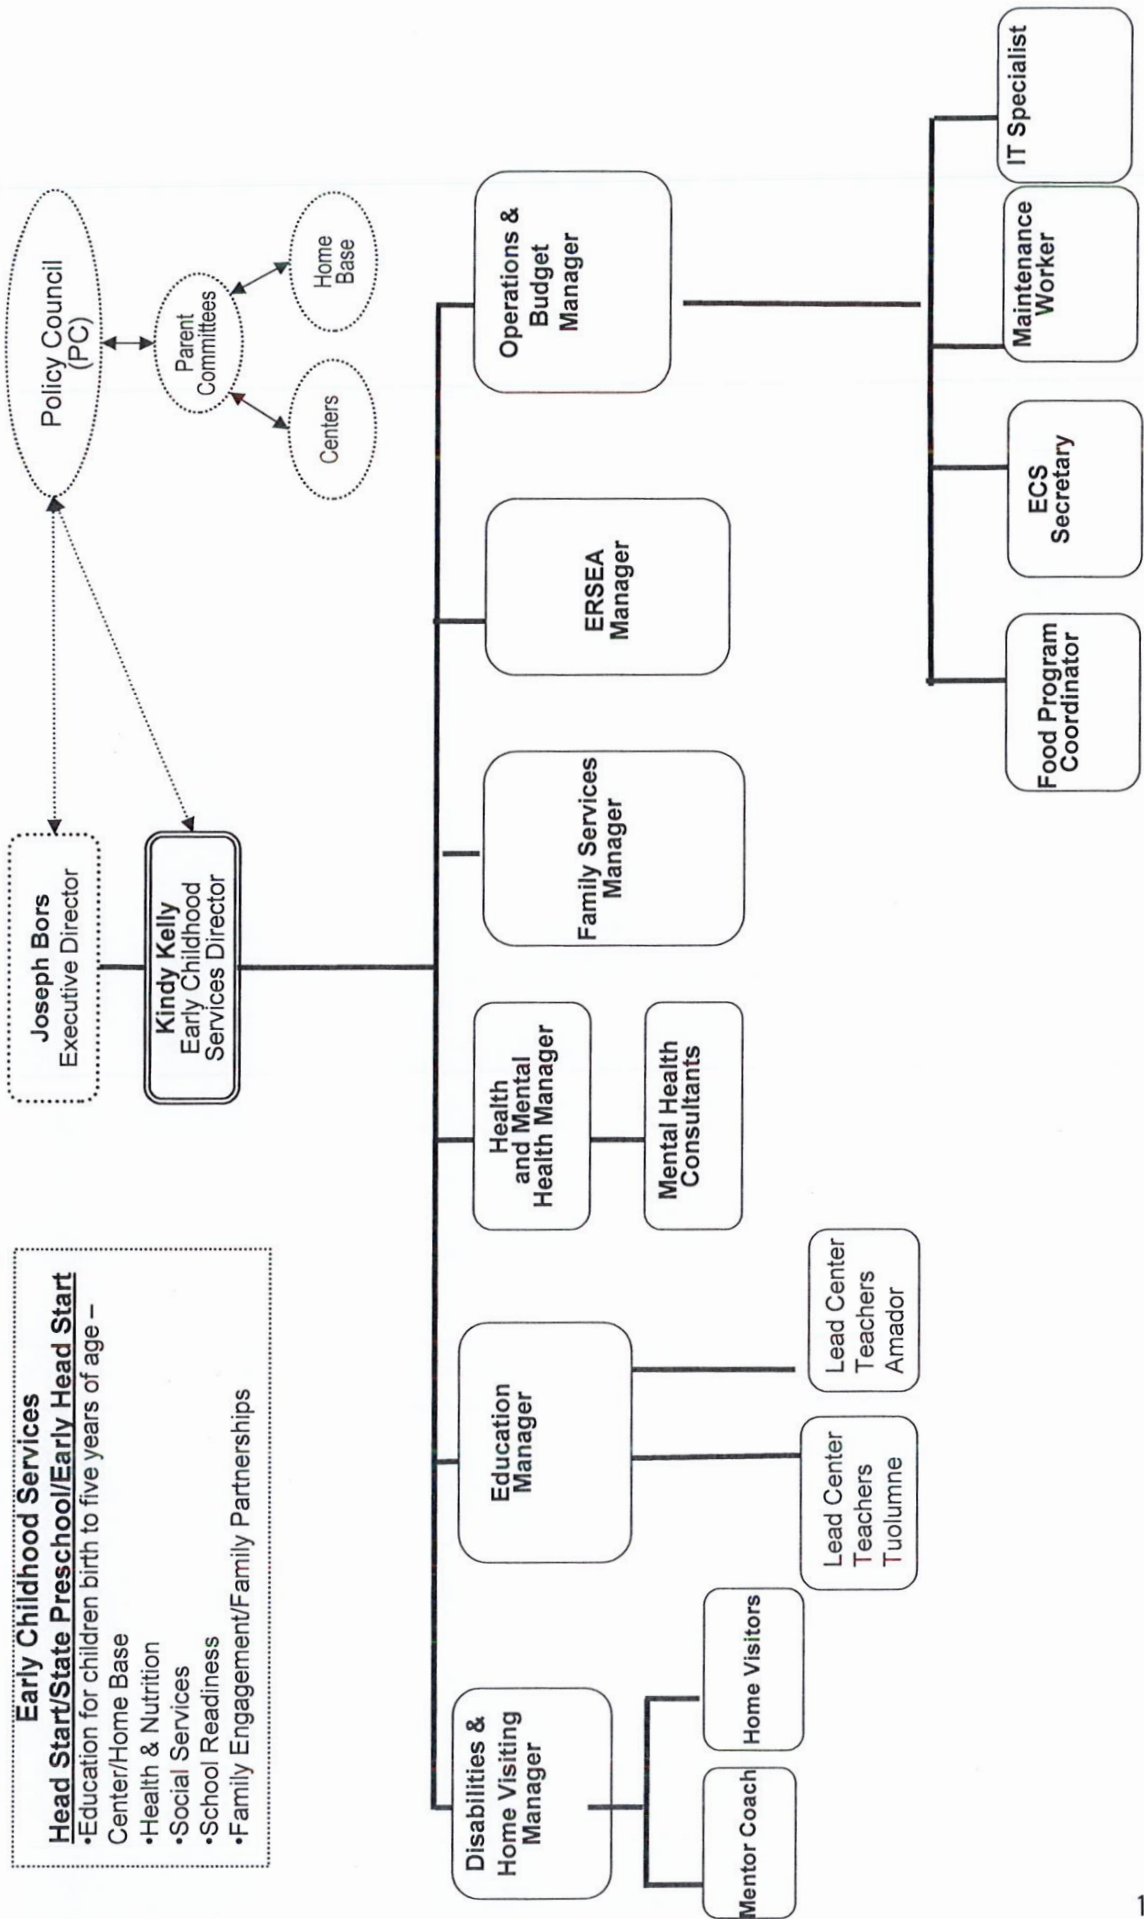 Early Childhood Services
Head Start/State Preschool/Early Head Start
•Education for children birth to five years of age –
Center/Home Base
•Health & Nutrition
•Social Services
•School Readiness
•Family Engagement/Family Partnerships
Joseph Bors
Executive Director
Kindy Kelly
Early Childhood
Services Director
Policy Council
(PC)
Parent
Committees
Centers
Home
Base
Disabilities &
Home Visiting
Manager
Education
Manager
Health
and Mental
Health Manager
Family Services
Manager
ERSEA
Manager
Operations &
Budget
Manager
Mentor Coach
Home Visitors
Lead Center
Teachers
Tuolumne
Lead Center
Teachers
Amador
Mental Health
Consultants
Food Program
Coordinator
ECS
Secretary
Maintenance
Worker
IT Specialist
1